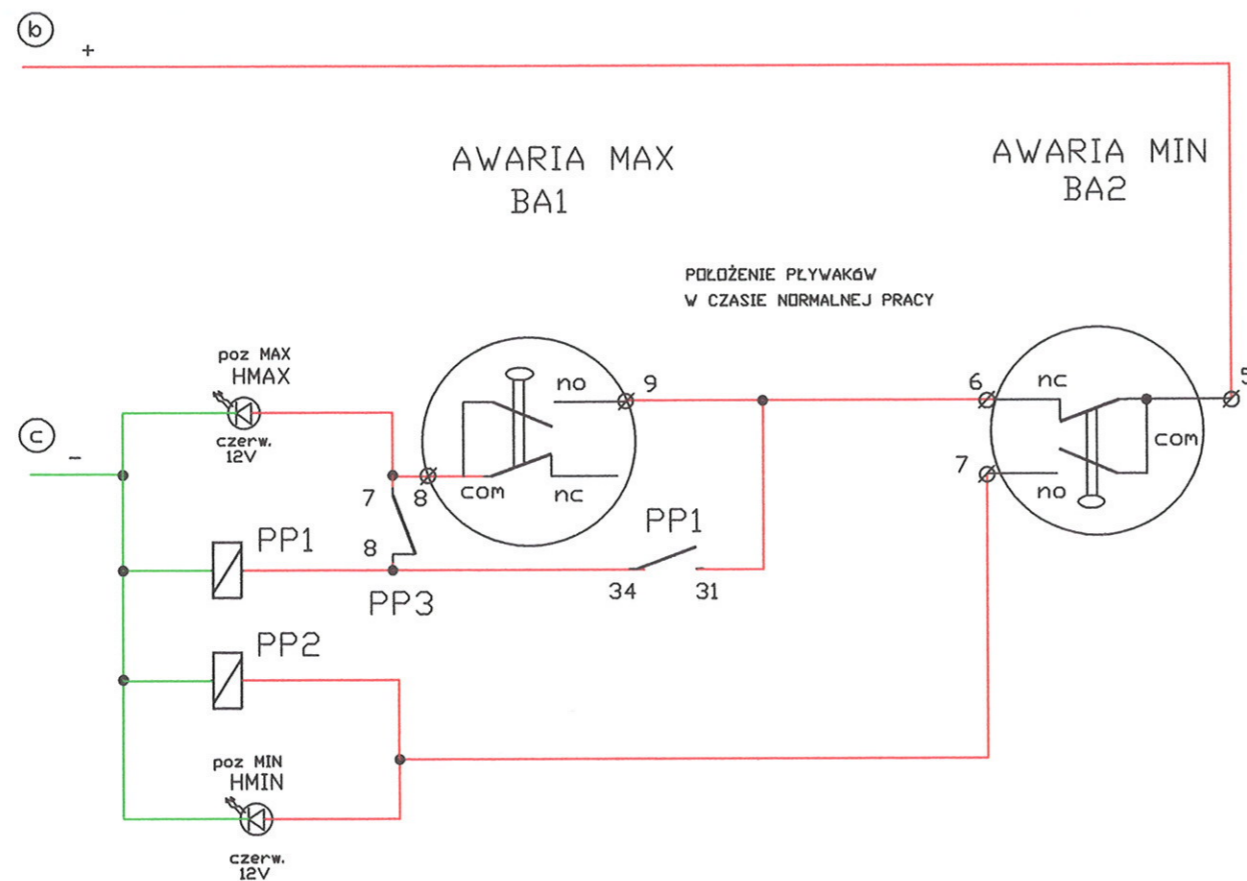 b
+
AWARIA MAX
BA1
AWARIA MIN
BA2
POŁOŻENIE PŁYWAKóW
W CZASIE NORMALNEJ PRACY
poz MAX
HMAX
czerw.
12V
c
-
no
9
com
nc
7
8
8
6
nc
5
7
no
com
PP1
34
31
PP1
PP3
PP2
poz MIN
HMIN
czerw.
12V